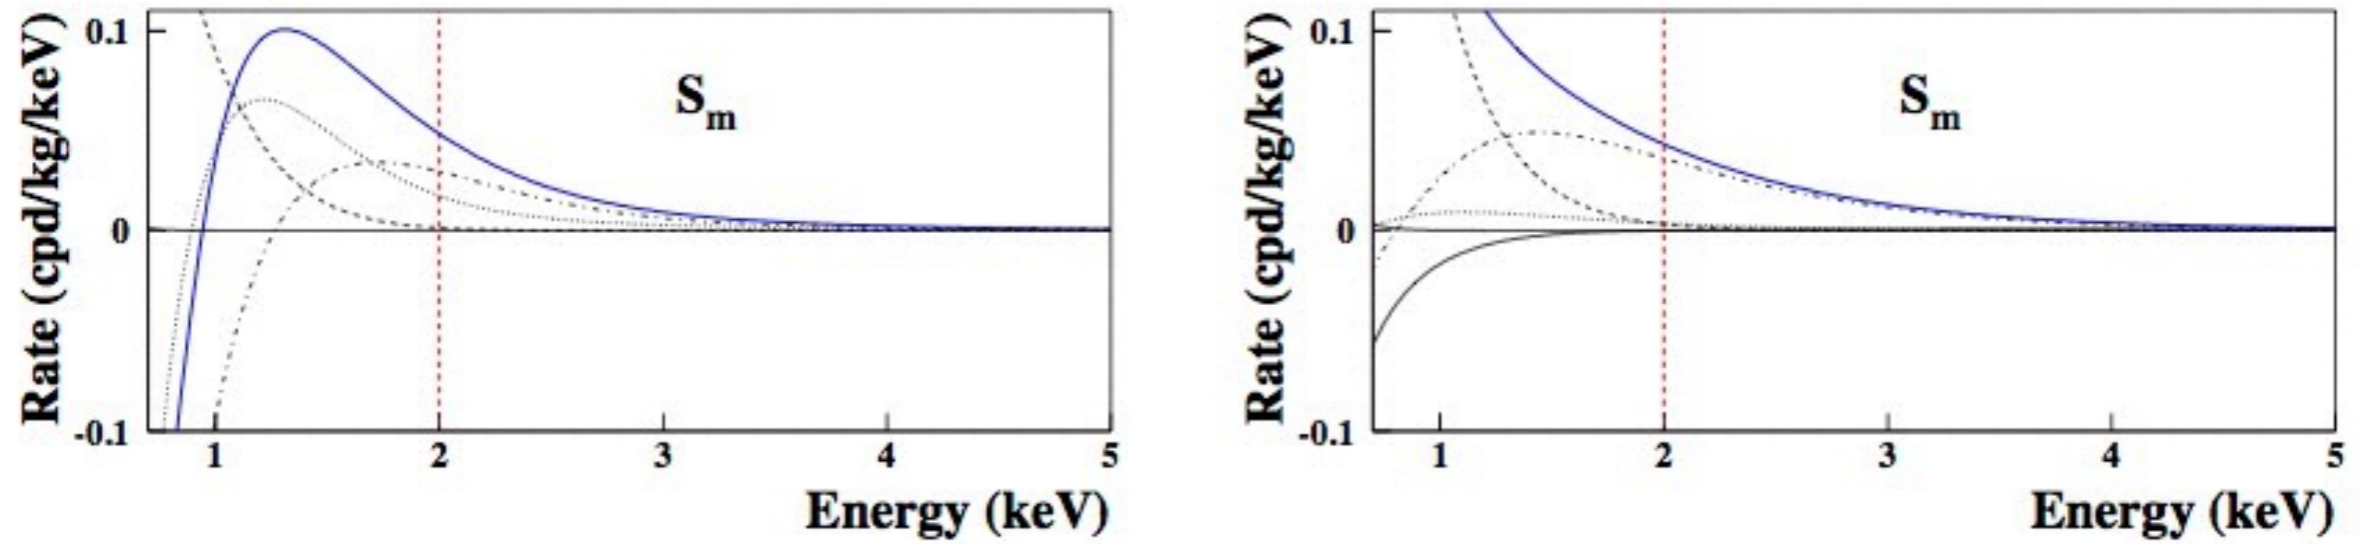 Rate (cpd/kg/keV)
0.1
0
-0.1
S_m
1 2 3 4 5
Energy (keV)
Rate (cpd/kg/keV)
0.1
0
-0.1
S_m
1 2 3 4 5
Energy (keV)